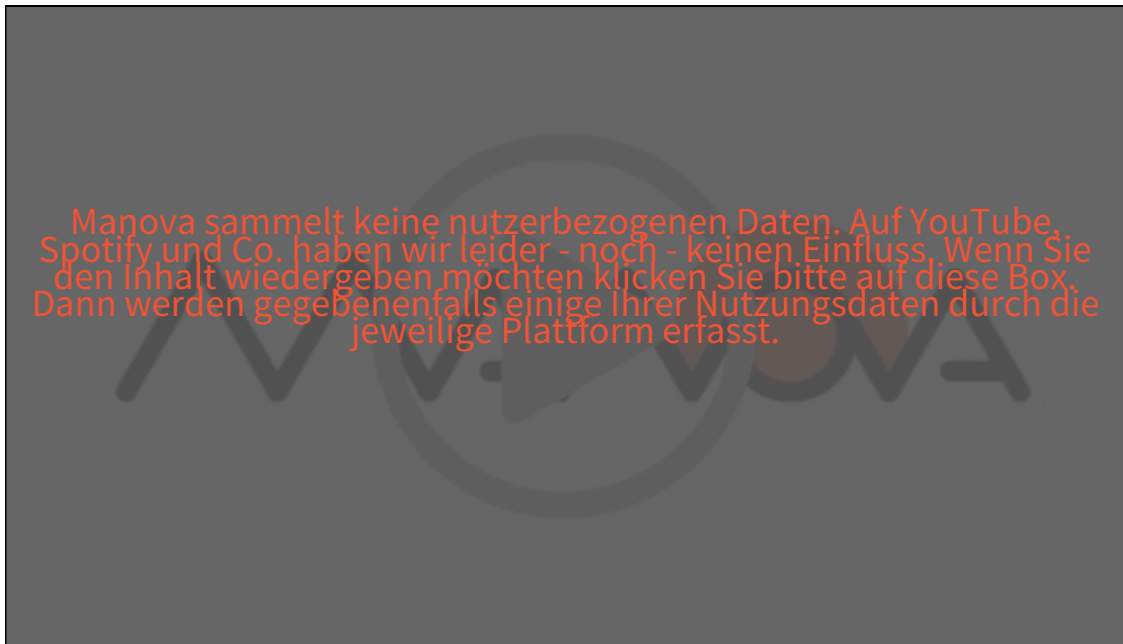 Manova sammelt keine nutzerbezogenen Daten. Auf YouTube,
Spotify und Co. haben wir leider - noch - keinen Einfluss. Wenn Sie
den Inhalt wiedergeben möchten klicken Sie bitte auf diese Box.
Dann werden gegebenenfalls einige Ihrer Nutzungsdaten durch die
jeweilige Plattform erfasst.
MANOVA